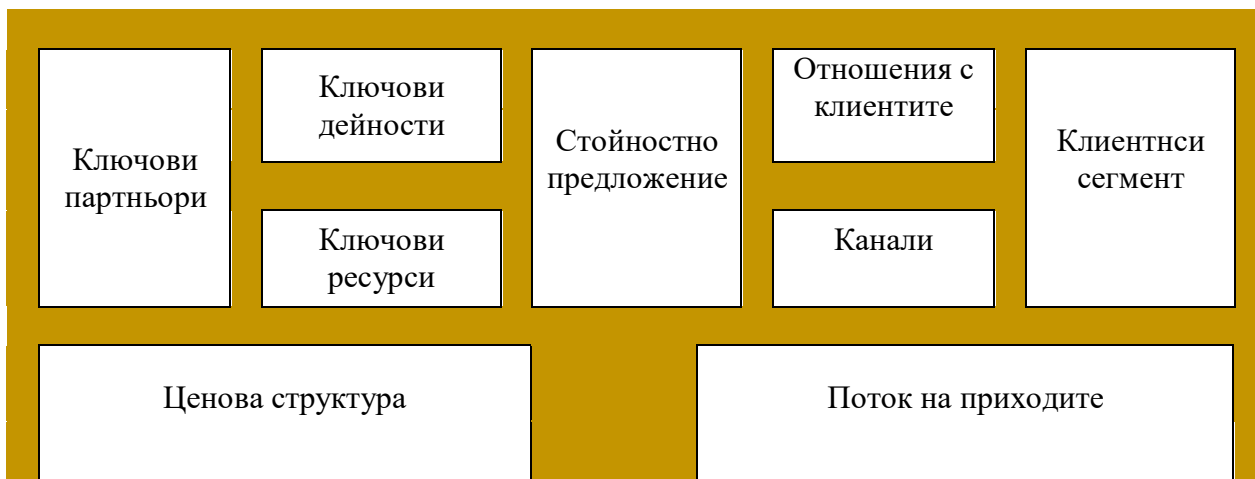 Ключови
партньори
Ключови
дейности
Ключови
ресурси
Стойностно
предложение
Отношения с
клиентите
Канали
Клиентнси
сегмент
Ценова структура
Поток на приходите